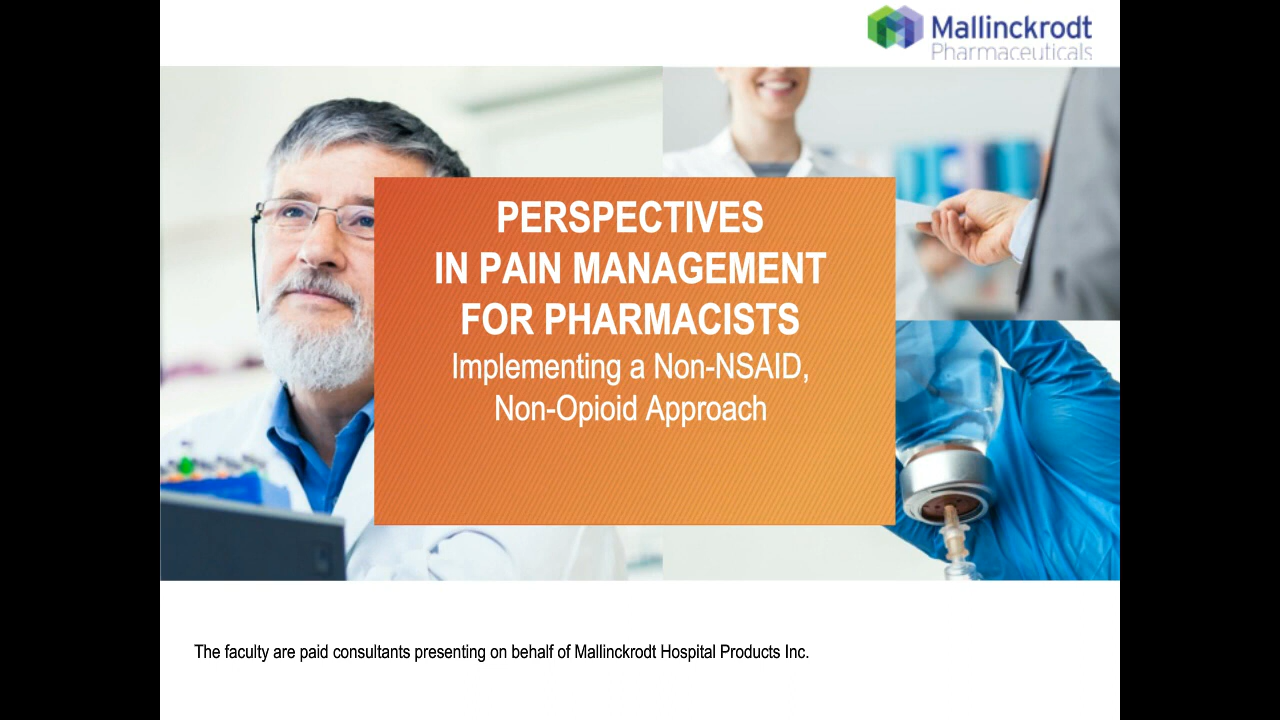 Mallinckrodt
Pharmaceuticals
PERSPECTIVES
IN PAIN MANAGEMENT
FOR PHARMACISTS
Implementing a Non-NSAID,
Non-Opioid Approach
The faculty are paid consultants presenting on behalf of Mallinckrodt Hospital Products Inc.